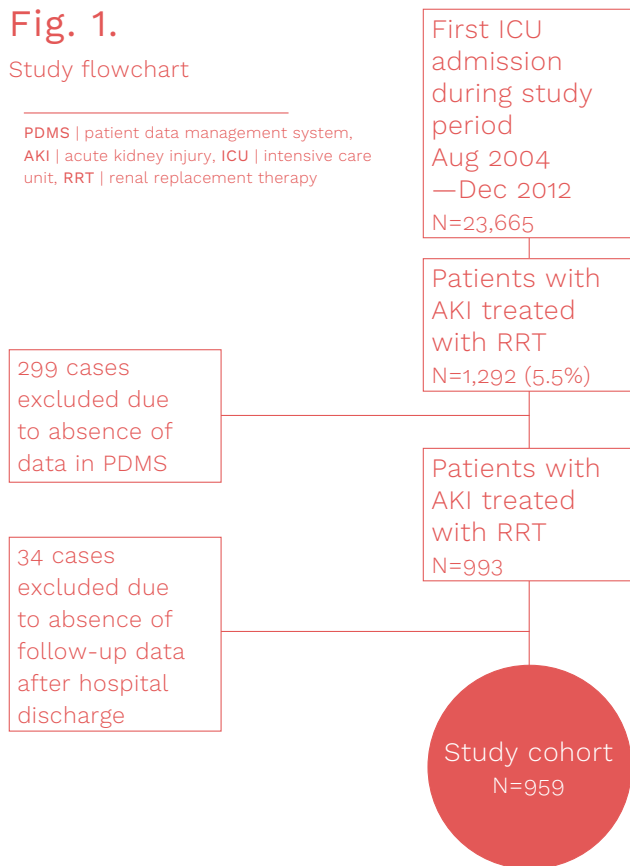 Fig. 1.
Study flowchart
PDMS | patient data management system,
AKI | acute kidney injury, ICU | intensive care
unit, RRT | renal replacement therapy
First ICU
admission
during study
period
Aug 2004
—Dec 2012
N=23,665
Patients with
AKI treated
with RRT
N=1,292 (5.5%)
299 cases
excluded due
to absence of
data in PDMS
Patients with
AKI treated
with RRT
N=993
34 cases
excluded due
to absence of
follow-up data
after hospital
discharge
Study cohort
N=959